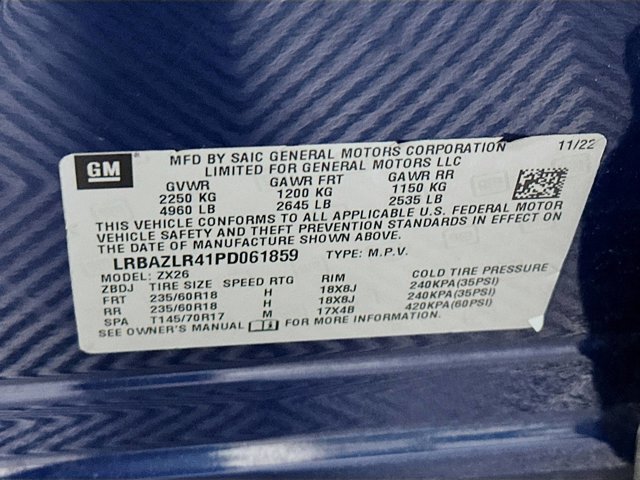 GM
MFD BY SAIC GENERAL MOTORS CORPORATION 11/22
LIMITED FOR GENERAL MOTORS LLC
GVWR GAWR FRT GAWR RR
2250 KG 1200 KG 1150 KG
4960 LB 2645 LB 2535 LB
THIS VEHICLE CONFORMS TO ALL APPLICABLE U.S. FEDERAL MOTOR
VEHICLE SAFETY AND THEFT PREVENTION STANDARDS IN EFFECT ON
THE DATE OF MANUFACTURE SHOWN ABOVE.
LRBAZLR41PD061859 TYPE: M.P.V.
MODEL: ZX26
ZBDJ TIRE SIZE SPEED RTG RIM COLD TIRE PRESSURE
FRT 235/60R18 H 18X8J 240KPA(35PSI)
RR 235/60R18 H 18X8J 240KPA(35PSI)
SPA T145/70R17 M 17X4B 420KPA(60PSI)
SEE OWNER'S MANUAL FOR MORE INFORMATION.